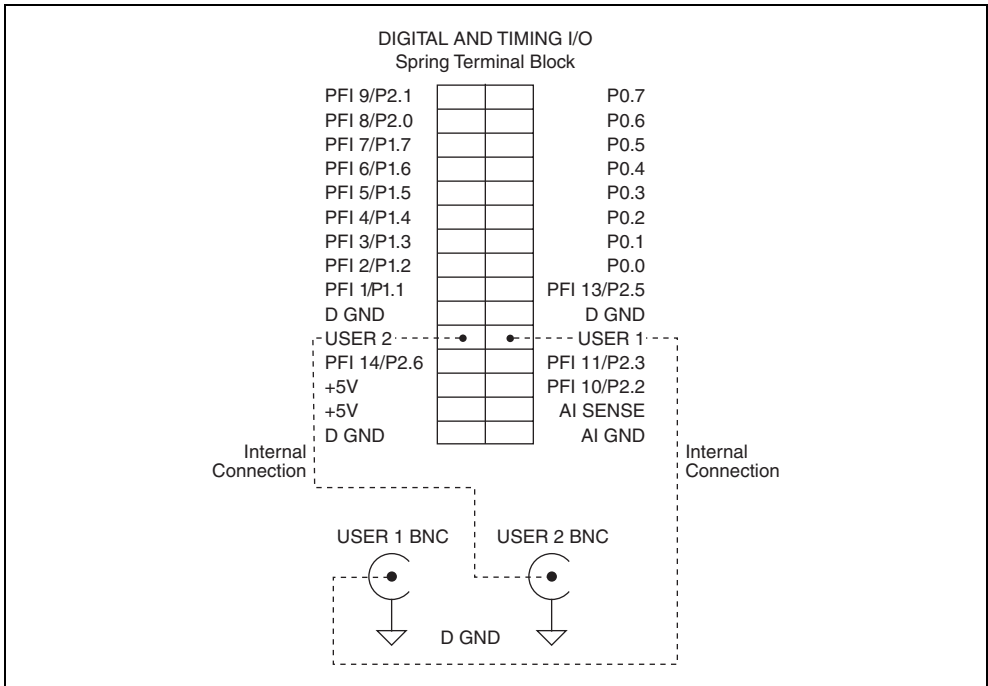 DIGITAL AND TIMING I/O
Spring Terminal Block
PFI 9/P2.1 P0.7
PFI 8/P2.0 P0.6
PFI 7/P1.7 P0.5
PFI 6/P1.6 P0.4
PFI 5/P1.5 P0.3
PFI 4/P1.4 P0.2
PFI 3/P1.3 P0.1
PFI 2/P1.2 P0.0
PFI 1/P1.1 PFI 13/P2.5
D GND D GND
USER 2 USER 1
PFI 14/P2.6 PFI 11/P2.3
+5V PFI 10/P2.2
+5V AI SENSE
D GND AI GND
Internal
Connection
Internal
Connection
USER 1 BNC USER 2 BNC
D GND